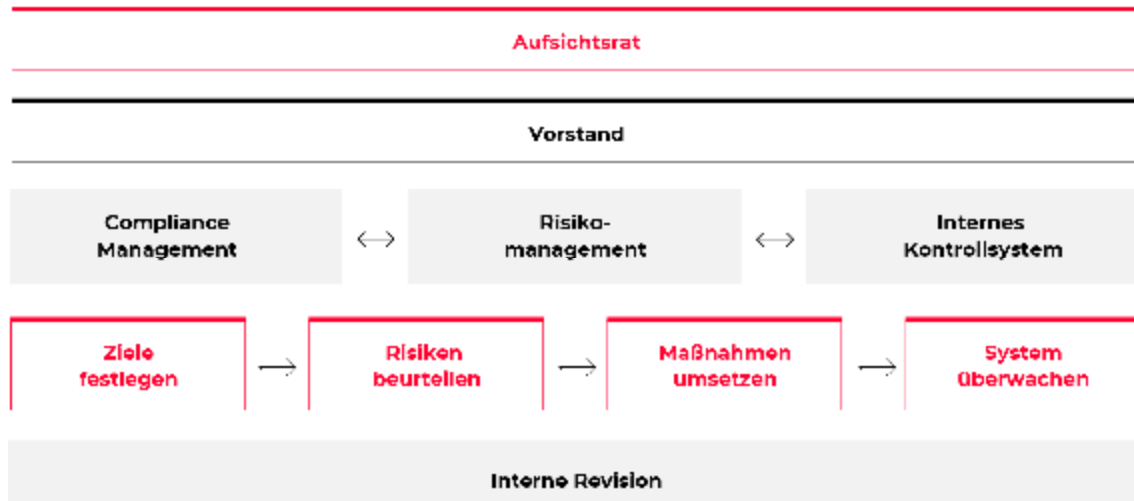 Aufsichtsrat
Vorstand
Compliance
Management
Risiko-
management
Internes
Kontrollsystem
Ziele
festlegen
Risiken
beurteilen
Maßnahmen
umsetzen
System
überwachen
Interne Revision